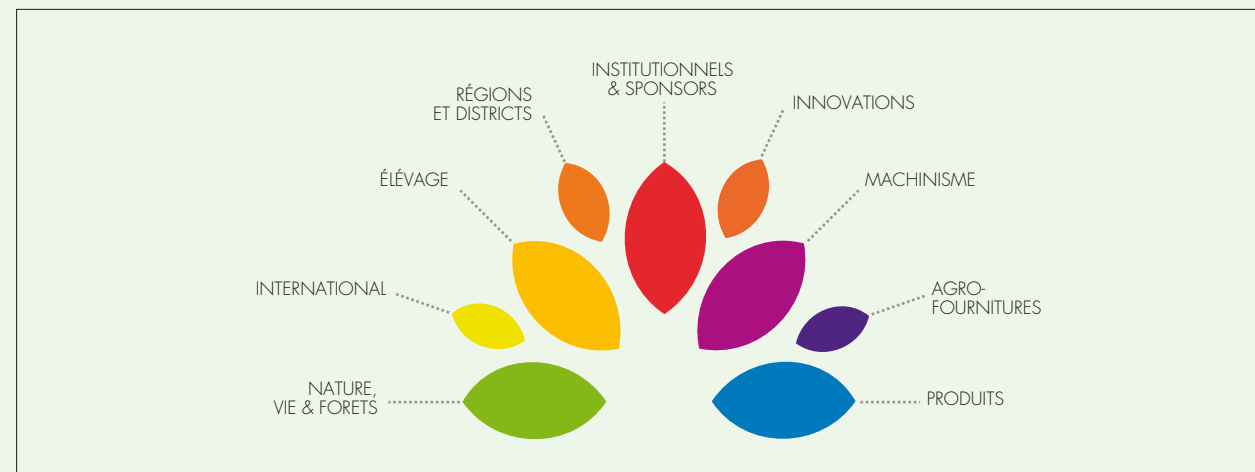 INSTITUTIONNELS
& SPONSORS
RÉGIONS
ET DISTRICTS
INNOVATIONS
ÉLÉVAGE
MACHINISME
INTERNATIONAL
AGRO-
FOURNITURES
NATURE,
VIE & FORETS
PRODUITS